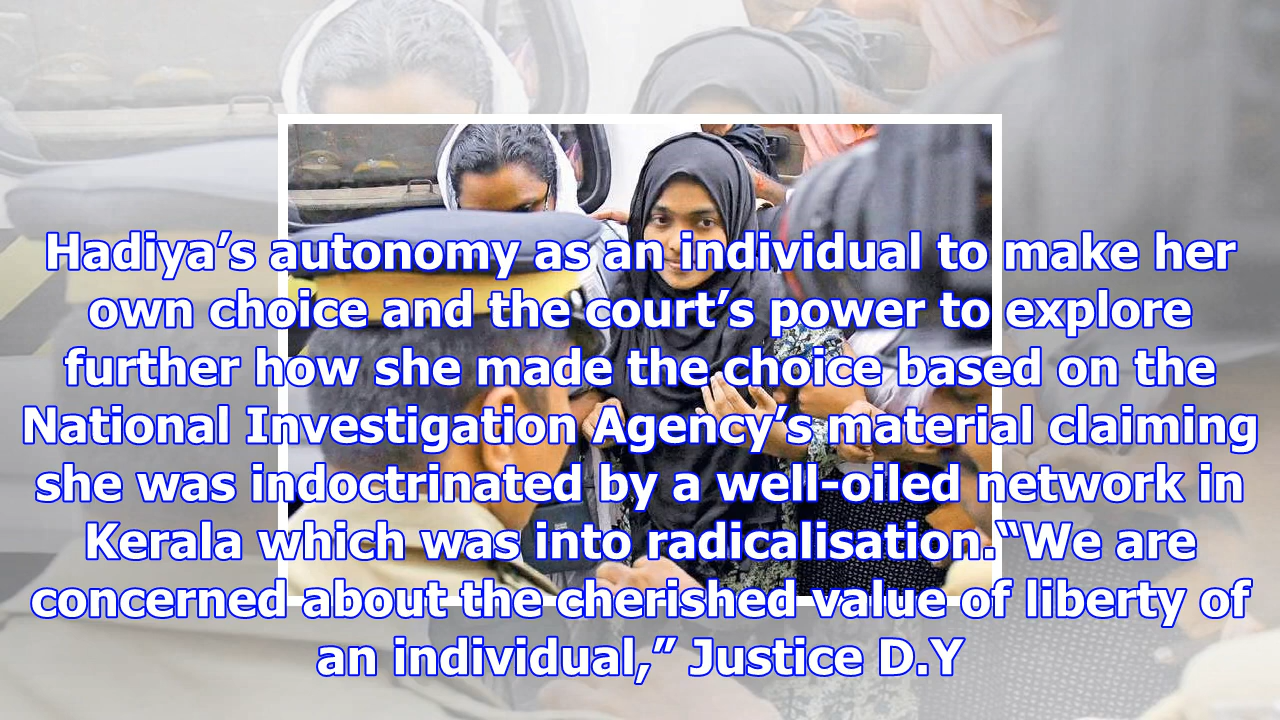 Hadiya’s autonomy as an individual to make her
own choice and the court’s power to explore
further how she made the choice based on the
National Investigation Agency’s material claiming
she was indoctrinated by a well-oiled network in
Kerala which was into radicalisation.“We are
concerned about the cherished value of liberty of
an individual,” Justice D.Y